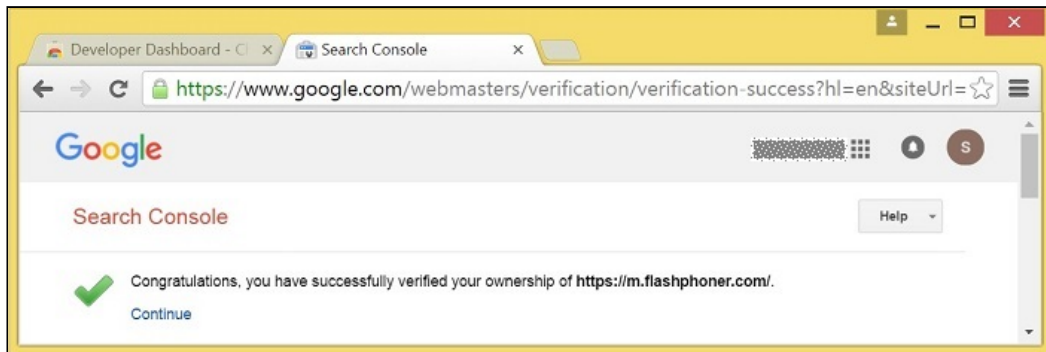 Developer Dashboard - Cl
Search Console
https://www.google.com/webmasters/verification/verification-success?hl=en&siteUrl=
Google
S
Search Console
Help
Congratulations, you have successfully verified your ownership of https://m.flashphoner.com/.
Continue